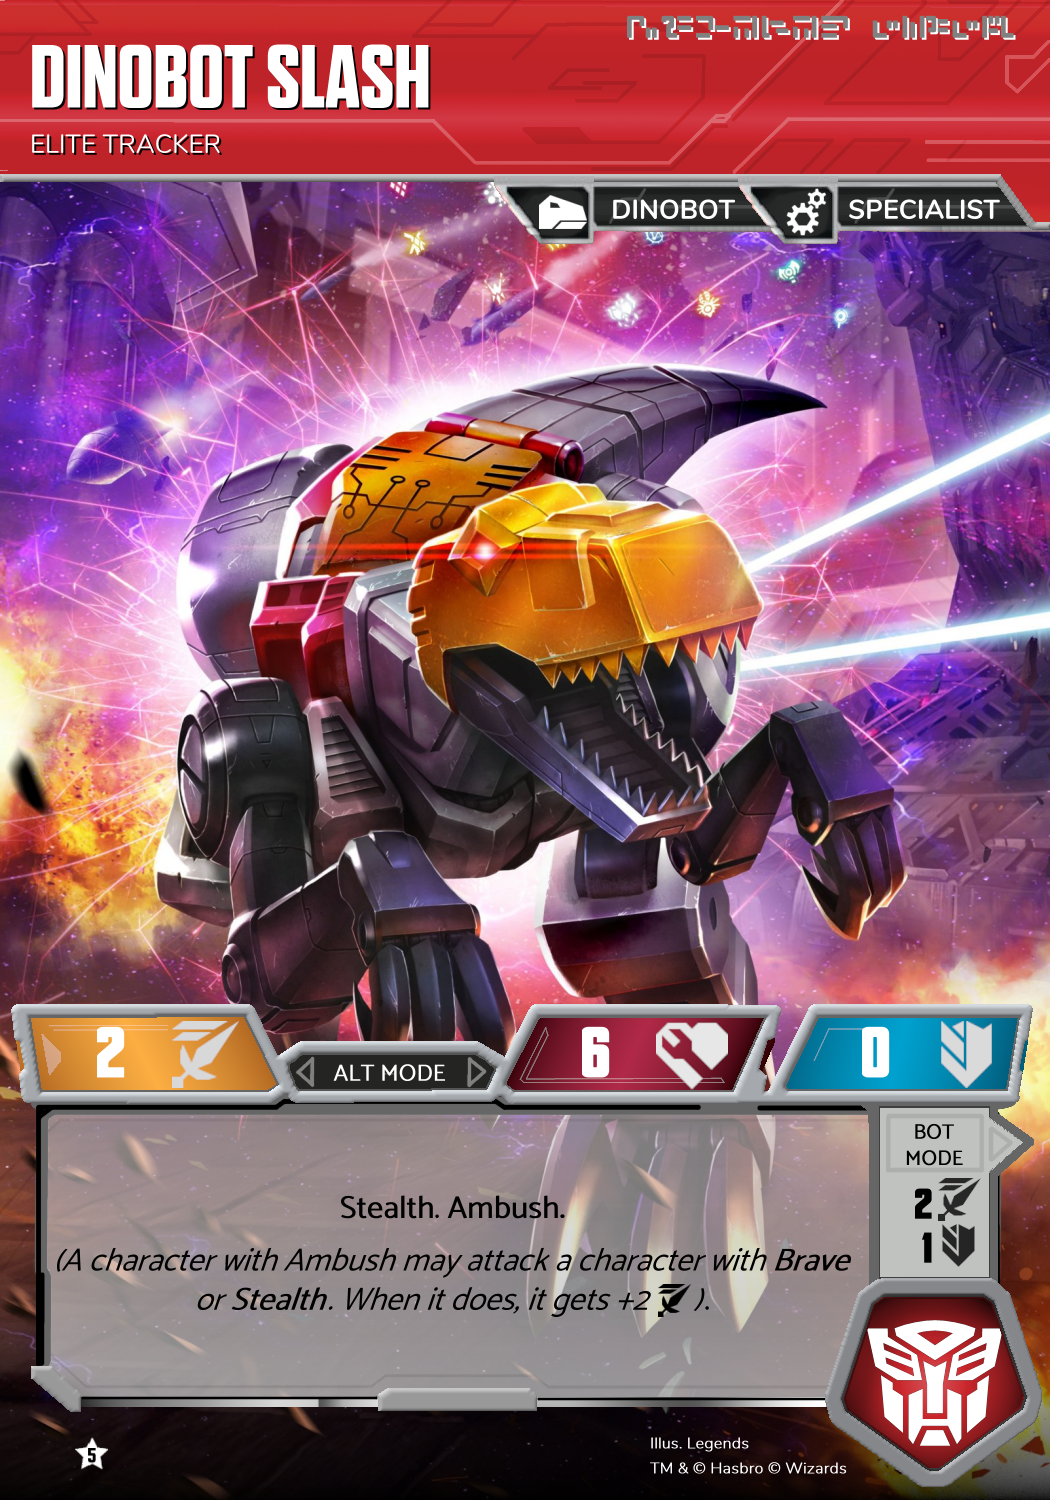 DINOBOT SLASH
ELITE TRACKER
DINOBOT
SPECIALIST
2
ALT MODE
6
0
BOT
MODE
2
1
Stealth. Ambush.
(A character with Ambush may attack a character with Brave
or Stealth. When it does, it gets +2 ).
5
Illus. Legends
TM & © Hasbro © Wizards